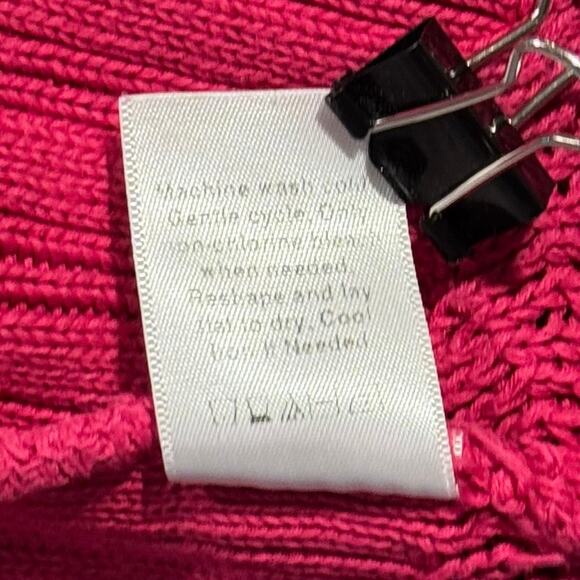 Machine wash cold
Gentle cycle. Only
non-chlorine bleach
when needed.
Reshape and lay
flat to dry. Cool
Iron If Needed